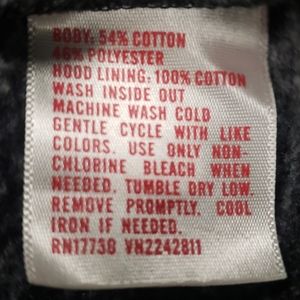 BODY: 54% COTTON
46% POLYESTER
HOOD LINING: 100% COTTON
WASH INSIDE OUT
MACHINE WASH COLD
GENTLE CYCLE WITH LIKE
COLORS. USE ONLY NON-
CHLORINE BLEACH WHEN
NEEDED. TUMBLE DRY LOW.
REMOVE PROMPTLY. COOL
IRON IF NEEDED.
RN17730 VN2242811